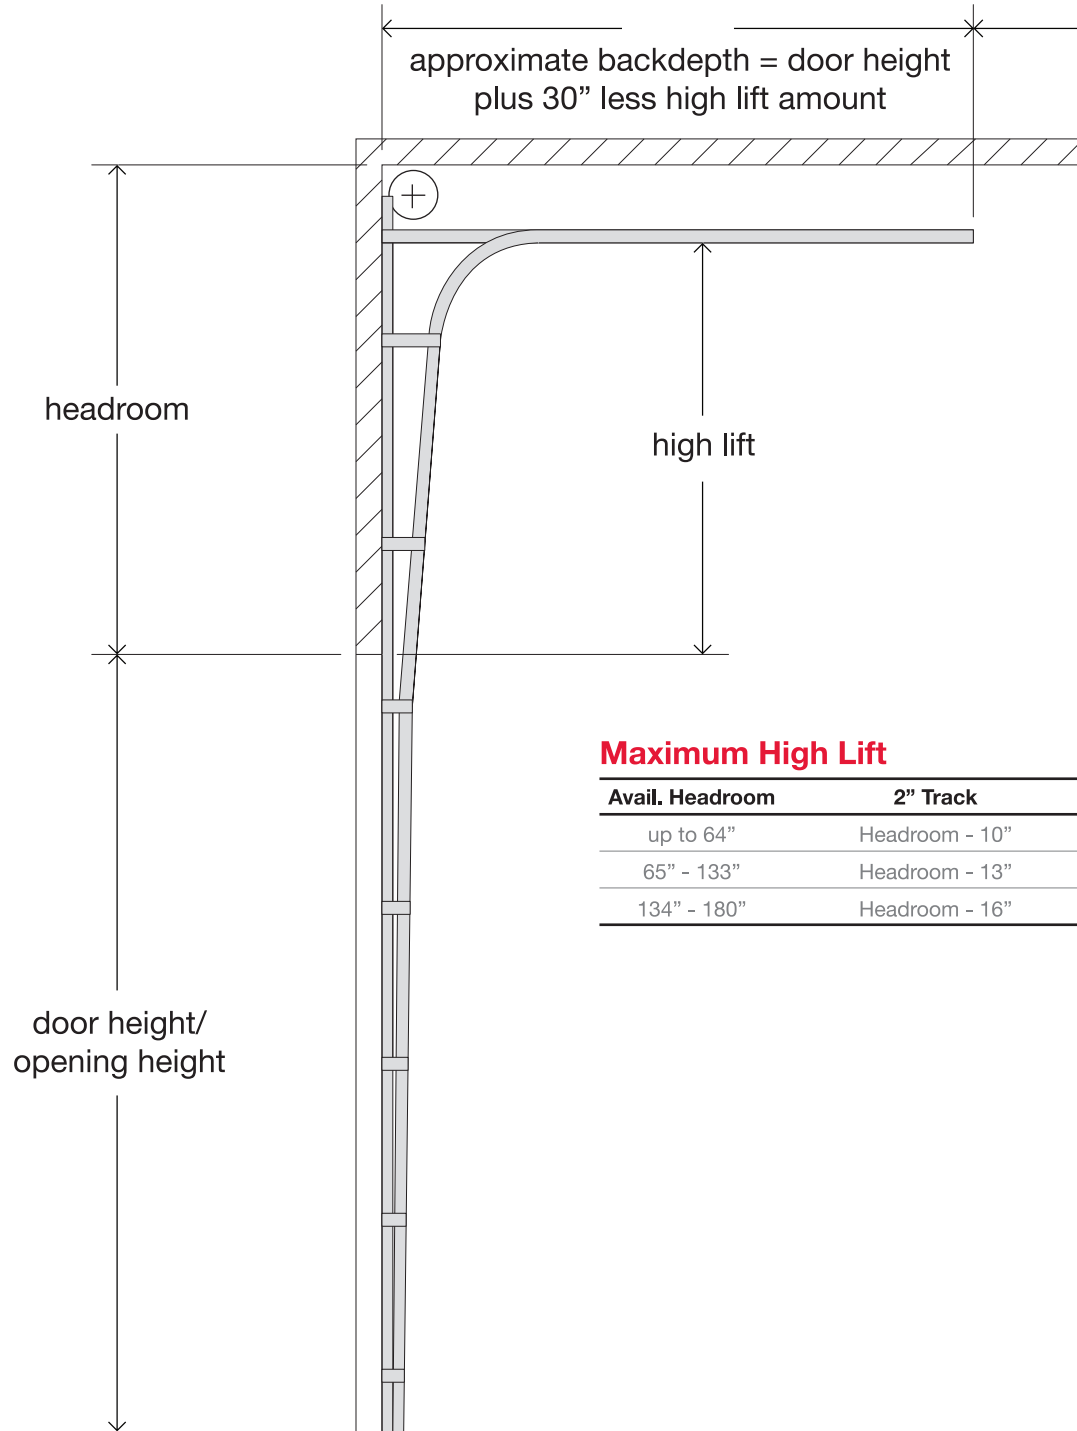 approximate backdepth = door height
plus 30” less high lift amount
headroom
high lift
Maximum High Lift
Avail. Headroom 2” Track
up to 64” Headroom - 10”
65” - 133” Headroom - 13”
134” - 180” Headroom - 16”
door height/
opening height